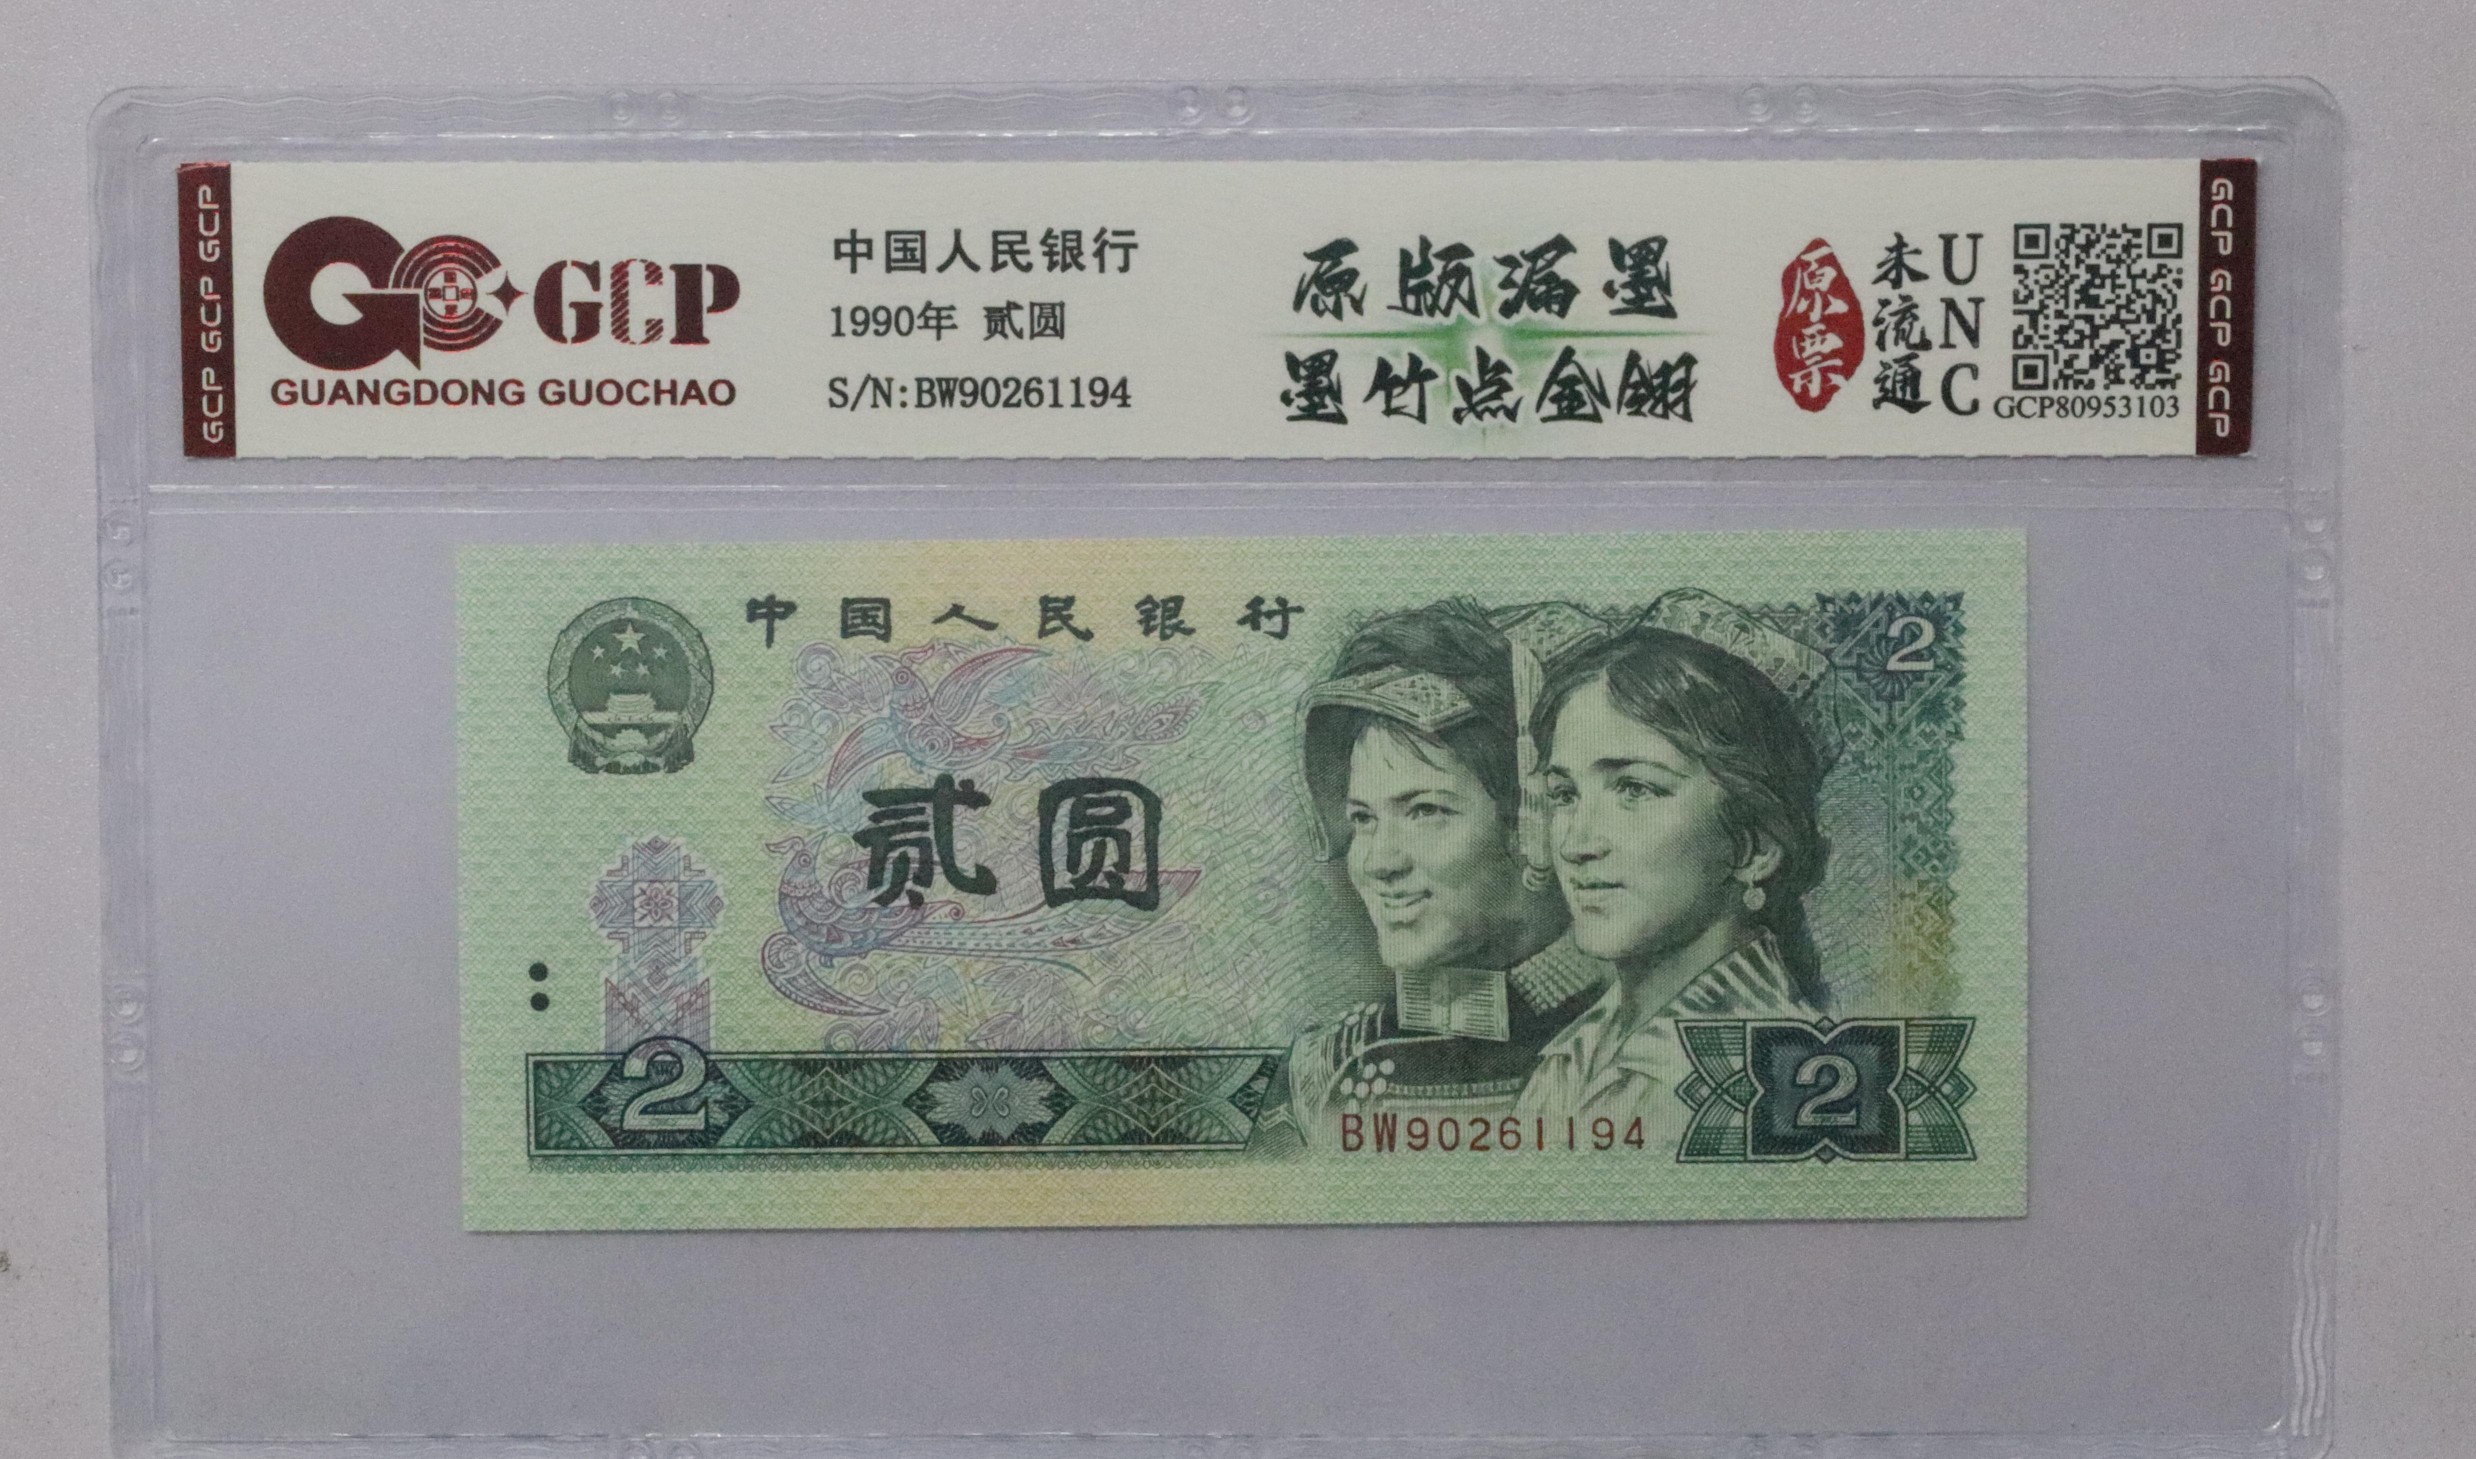 GCP GCP GCP
GCP
GUANGDONG GUOCHAO
中国人民银行
1990年 贰圆
S/N:BW90261194
原版漏墨
墨竹点金翎
原票
未流通
UNC
GCP80953103
GCP GCP GCP
中国人民银行
2
贰圆
2
2
BW90261194